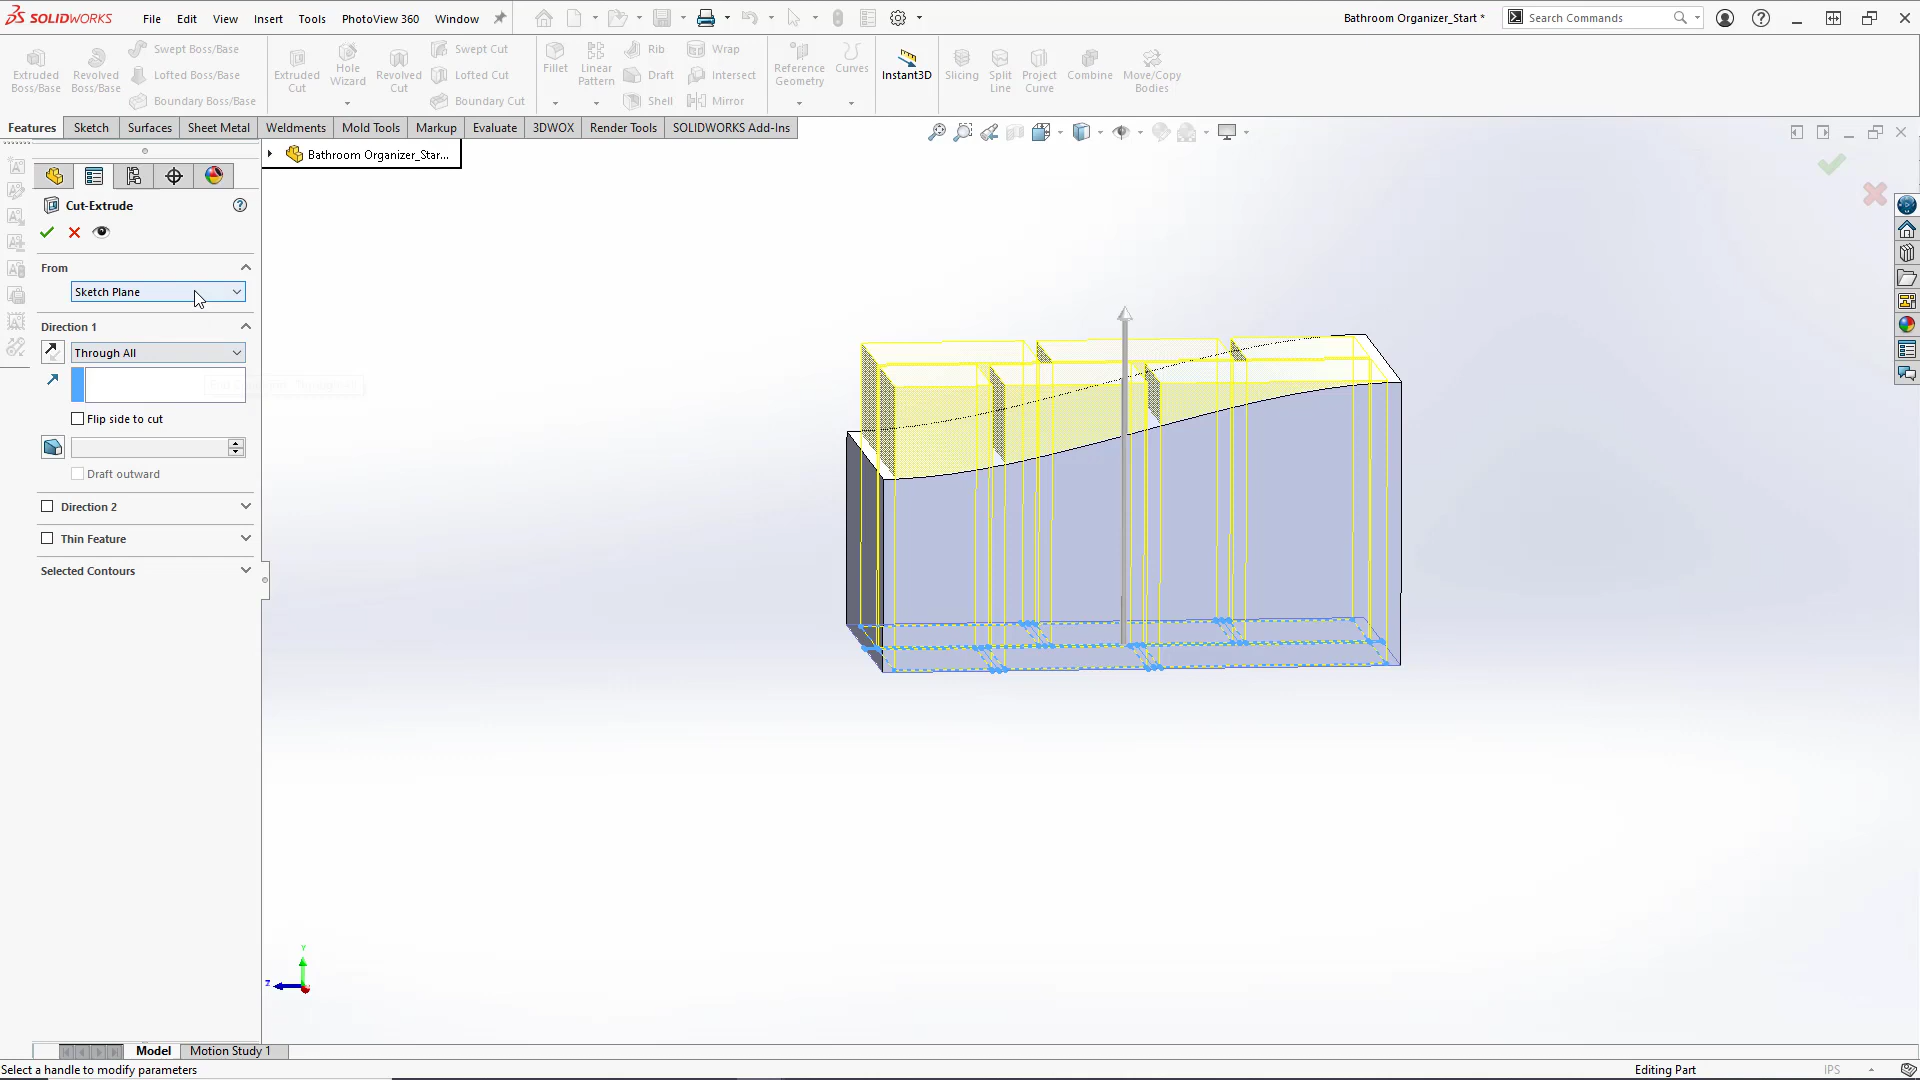 SOLIDWORKS File Edit View Insert Tools PhotoView 360 Window
Bathroom Organizer_Start *
Search Commands
Extruded Boss/Base
Revolved Boss/Base
Swept Boss/Base
Lofted Boss/Base
Boundary Boss/Base
Extruded Cut
Hole Wizard
Revolved Cut
Swept Cut
Lofted Cut
Boundary Cut
Fillet
Linear Pattern
Rib
Draft
Shell
Wrap
Intersect
Mirror
Reference Geometry
Curves
Instant3D
Slicing
Split Line
Project Curve
Combine
Move/Copy Bodies
Features Sketch Surfaces Sheet Metal Weldments Mold Tools Markup Evaluate 3DWOX Render Tools SOLIDWORKS Add-Ins
Bathroom Organizer_Star...
Cut-Extrude
From
Sketch Plane
Direction 1
Through All
Flip side to cut
Draft outward
Direction 2
Thin Feature
Selected Contours
Y
Z
Model Motion Study 1
Select a handle to modify parameters
Editing Part
IPS